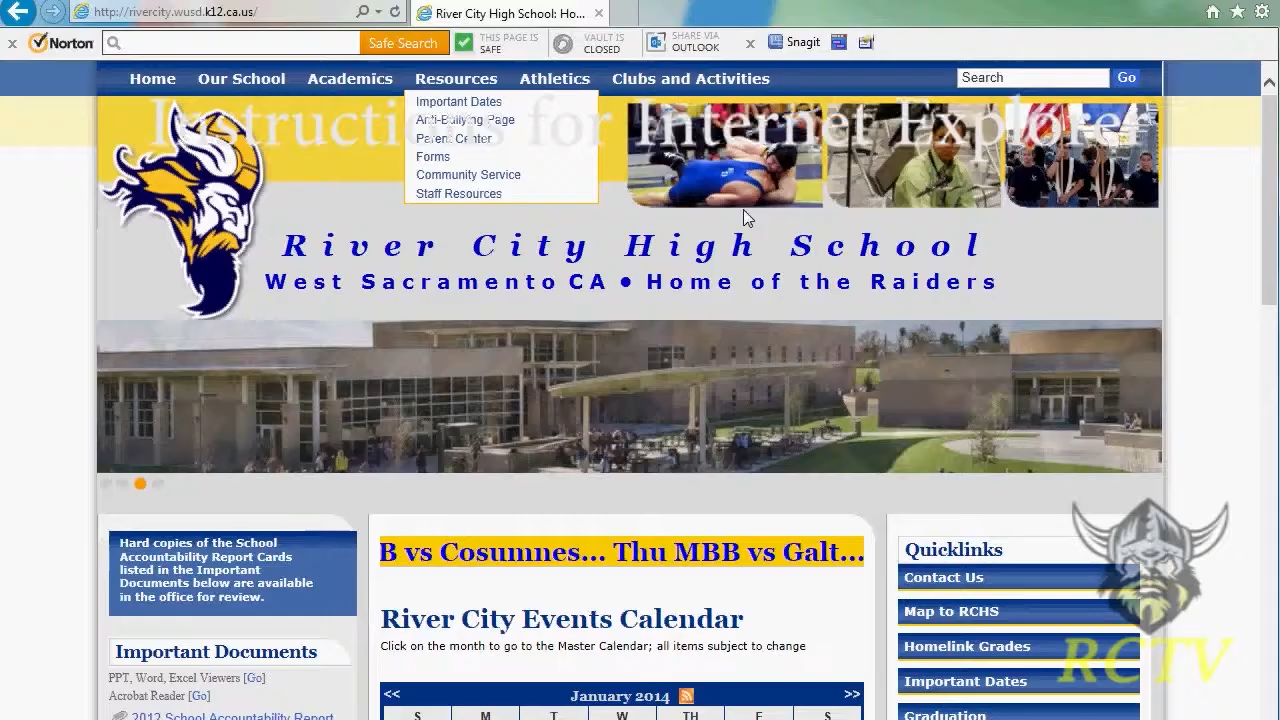 http://rivercity.wusd.k12.ca.us/
River City High School: Ho...
Norton
Safe Search
THIS PAGE IS
SAFE
VAULT IS
CLOSED
SHARE VIA
OUTLOOK
Snagit
Home Our School Academics Resources Athletics Clubs and Activities
Search Go
Instructions for Internet Explorer
Important Dates
Anti-Bullying Page
Parent Center
Forms
Community Service
Staff Resources
River City High School
West Sacramento CA • Home of the Raiders
Hard copies of the School
Accountability Report Cards
listed in the Important
Documents below are available
in the office for review.
Important Documents
PPT, Word, Excel Viewers [Go]
Acrobat Reader [Go]
2012 School Accountability Report
B vs Cosumnes... Thu MBB vs Galt...
River City Events Calendar
Click on the month to go to the Master Calendar; all items subject to change
<< January 2014 >>
S M T W TH F S
Quicklinks
Contact Us
Map to RCHS
Homelink Grades
Important Dates
Graduation
RCTV